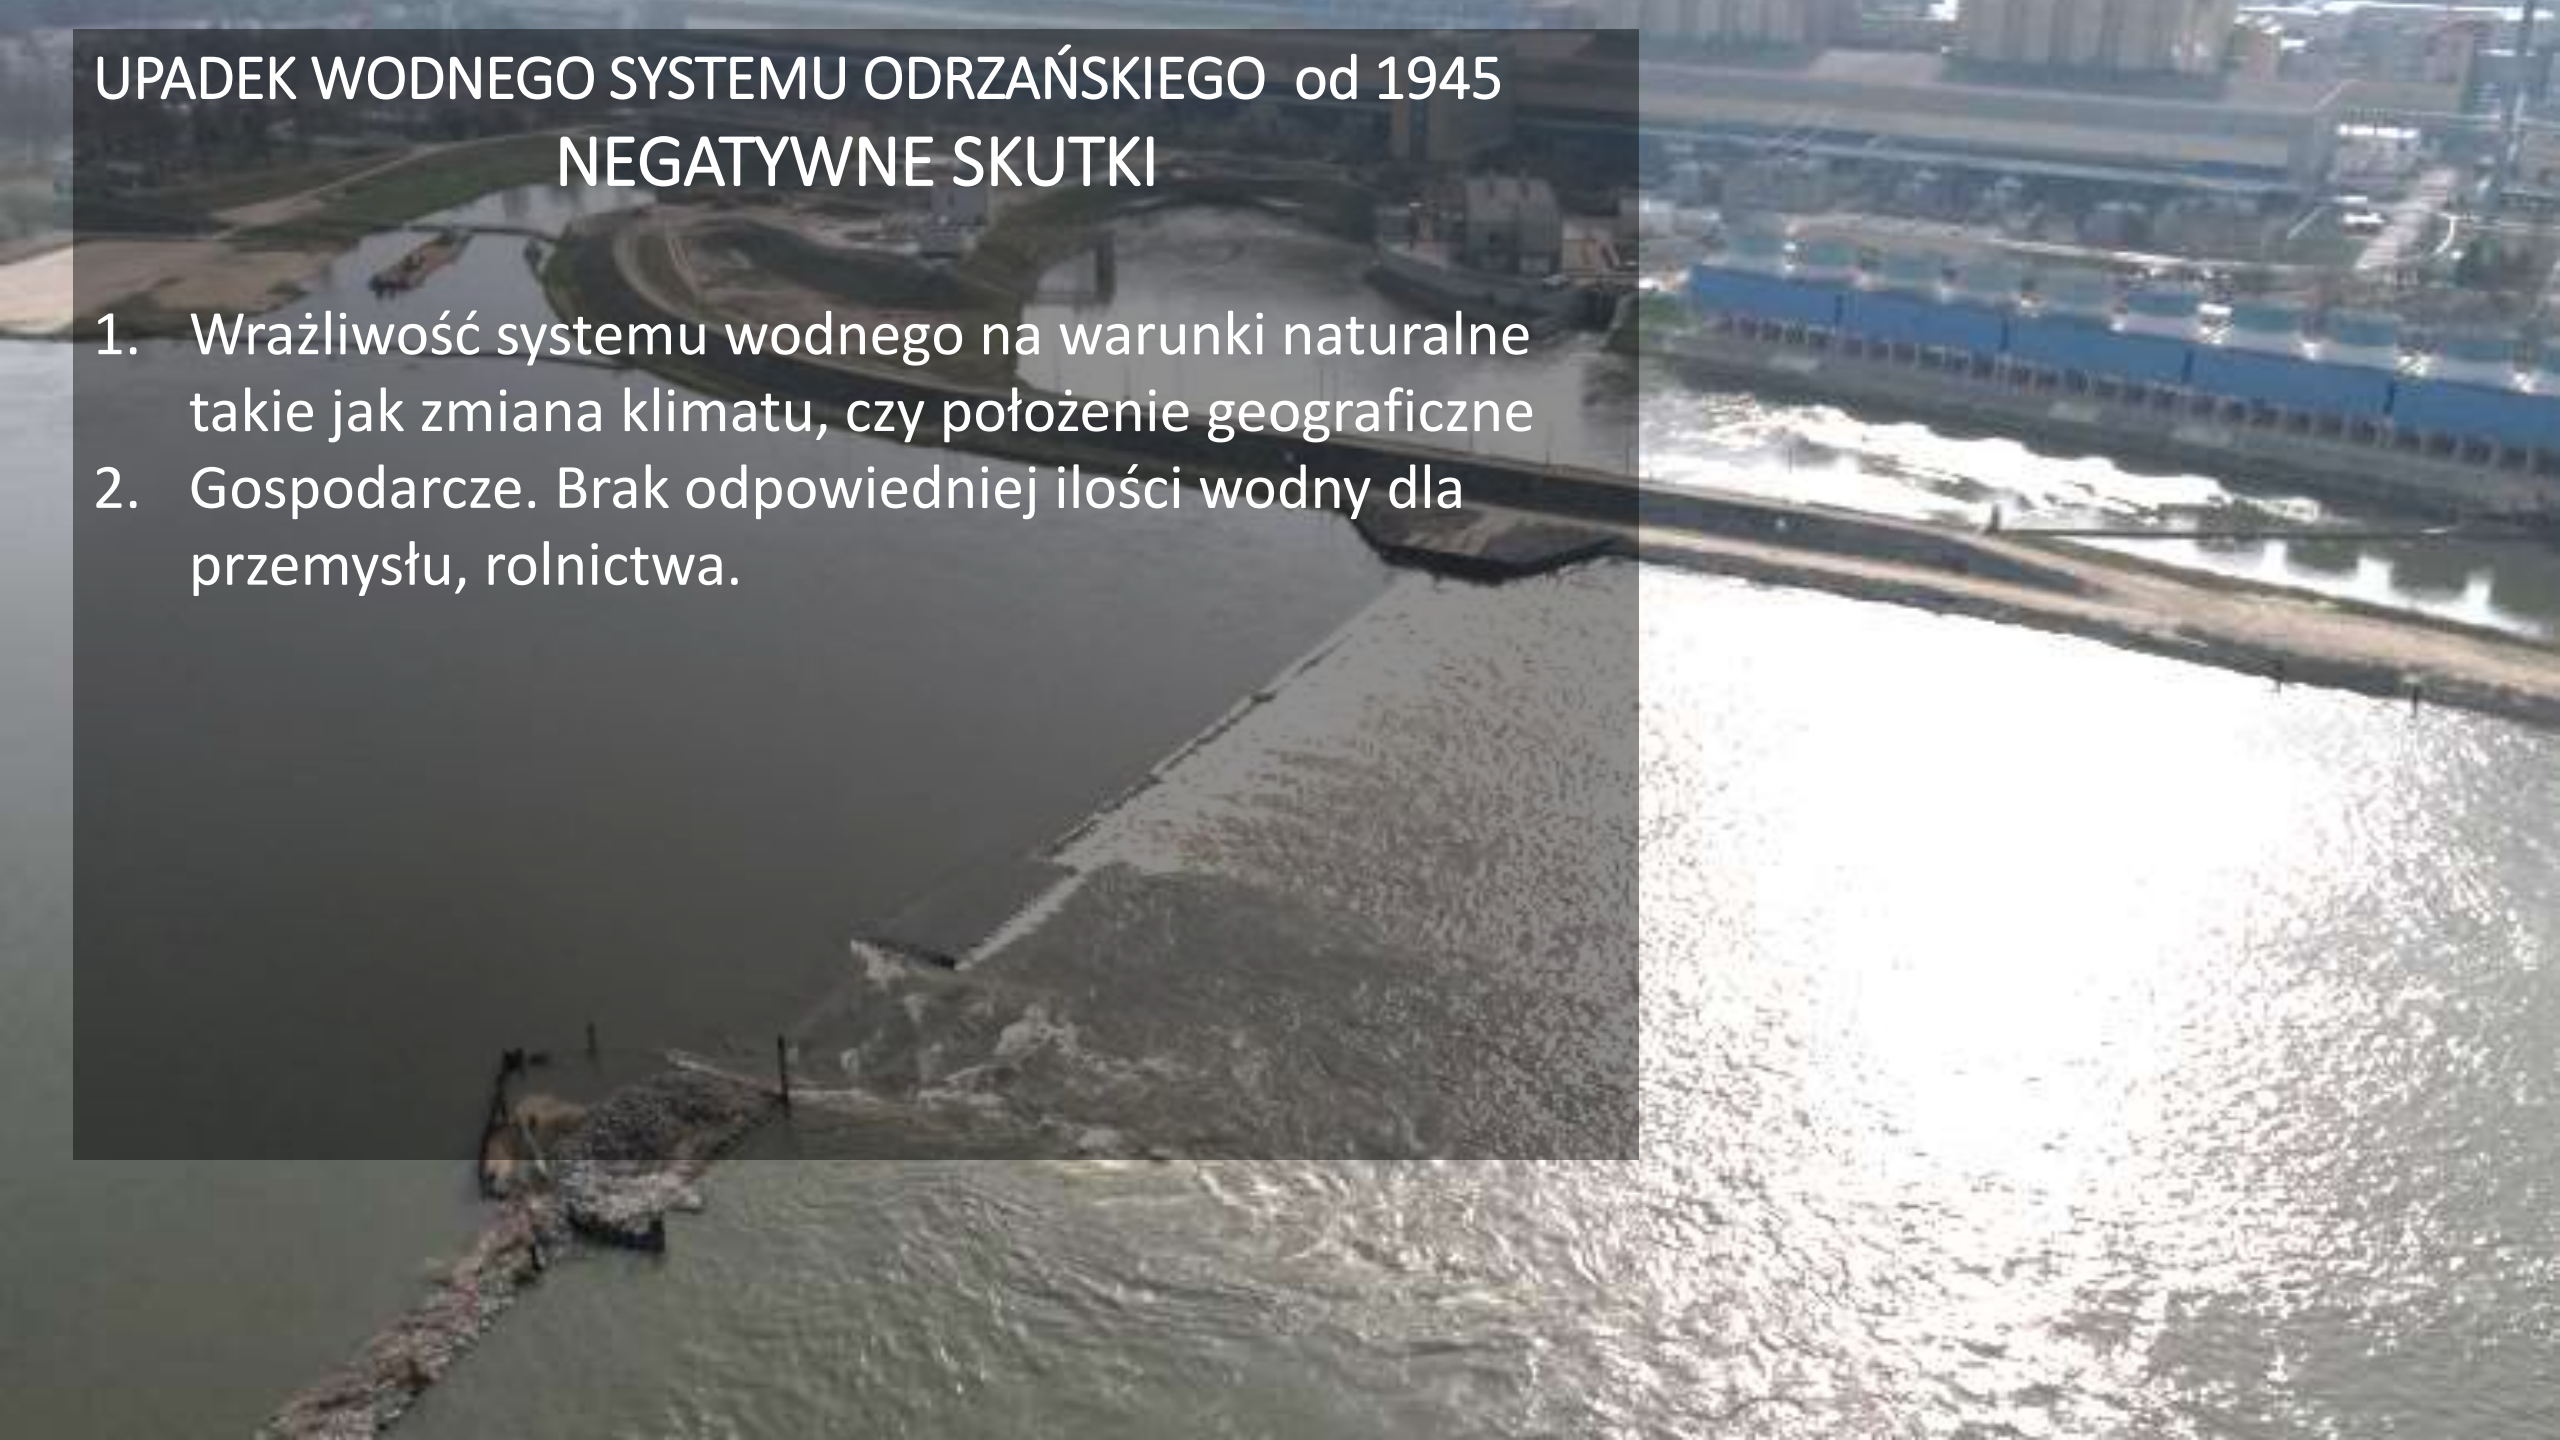 UPADEK WODNEGO SYSTEMU ODRZAŃSKIEGO od 1945
NEGATYWNE SKUTKI
1. Wrażliwość systemu wodnego na warunki naturalne
takie jak zmiana klimatu, czy położenie geograficzne
2. Gospodarcze. Brak odpowiedniej ilości wodny dla
przemysłu, rolnictwa.